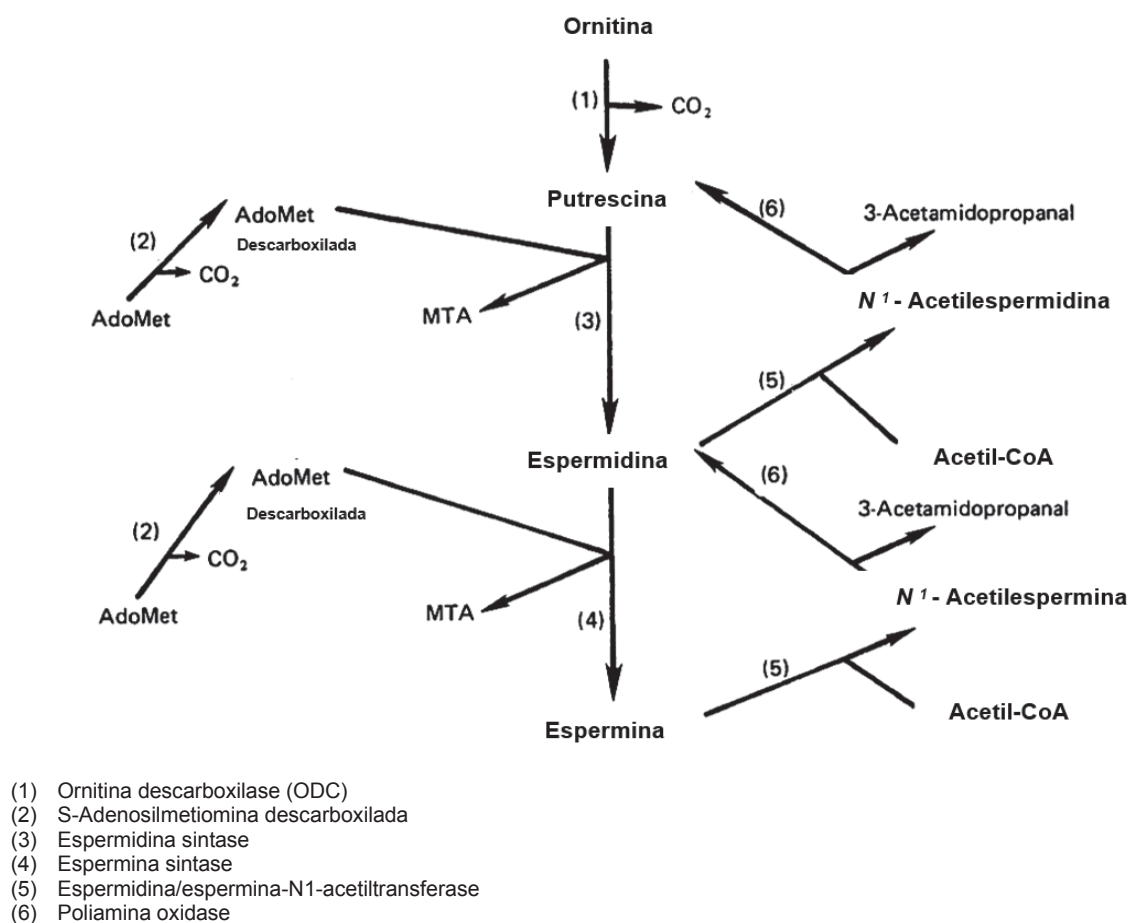 Ornitina
(1)
CO₂
Putrescina
(6)
3-Acetamidopropanal
AdoMet
Descarboxilada
(2)
CO₂
AdoMet
MTA
(3)
N ¹ - Acetilespermidina
(5)
Acetil-CoA
Espermidina
(6)
3-Acetamidopropanal
AdoMet
Descarboxilada
(2)
CO₂
AdoMet
MTA
(4)
N ¹ - Acetilespermina
(5)
Acetil-CoA
Espermina
(1) Ornitina descarboxilase (ODC)
(2) S-Adenosilmetiomina descarboxilada
(3) Espermidina sintase
(4) Espermina sintase
(5) Espermidina/espermina-N1-acetiltransferase
(6) Poliamina oxidase